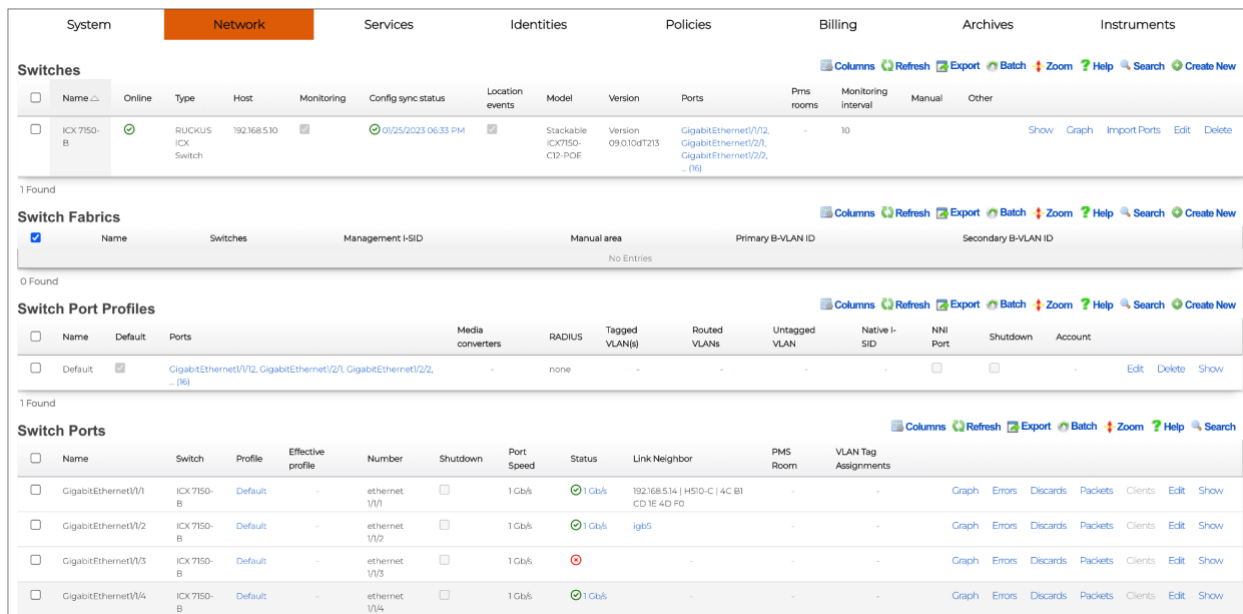 System Network Services Identities Policies Billing Archives Instruments
Switches
Columns Refresh Export Batch Zoom Help Search Create New
Name Online Type Host Monitoring Config sync status Location events Model Version Ports Pms rooms Monitoring interval Manual Other
ICX 7150-B RUCKUS ICX Switch 192.168.5.10 01/25/2023 06:33 PM Stackable ICX7150-C12-POE Version 09.0.10dT213 GigabitEthernet1/1/12, GigabitEthernet1/2/1, GigabitEthernet1/2/2, ... (16) - 10 Show Graph Import Ports Edit Delete
1 Found
Switch Fabrics
Columns Refresh Export Batch Zoom Help Search Create New
Name Switches Management I-SID Manual area Primary B-VLAN ID Secondary B-VLAN ID
No Entries
0 Found
Switch Port Profiles
Columns Refresh Export Batch Zoom Help Search Create New
Name Default Ports Media converters RADIUS Tagged VLAN(s) Routed VLANs Untagged VLAN Native I-SID NNI Port Shutdown Account
Default GigabitEthernet1/1/12, GigabitEthernet1/2/1, GigabitEthernet1/2/2, ... (16) - none - - - - - Edit Delete Show
1 Found
Switch Ports
Columns Refresh Export Batch Zoom Help Search
Name Switch Profile Effective profile Number Shutdown Port Speed Status Link Neighbor PMS Room VLAN Tag Assignments
GigabitEthernet1/1/1 ICX 7150-B Default - ethernet 1/1/1 1 Gb/s 1 Gb/s 192.168.5.14 | H510-C | 4C B1 CD 1E 4D F0 - - Graph Errors Discards Packets Clients Edit Show
GigabitEthernet1/1/2 ICX 7150-B Default - ethernet 1/1/2 1 Gb/s 1 Gb/s igb5 - - Graph Errors Discards Packets Clients Edit Show
GigabitEthernet1/1/3 ICX 7150-B Default - ethernet 1/1/3 1 Gb/s - - - Graph Errors Discards Packets Clients Edit Show
GigabitEthernet1/1/4 ICX 7150-B Default - ethernet 1/1/4 1 Gb/s 1 Gb/s - - - Graph Errors Discards Packets Clients Edit Show